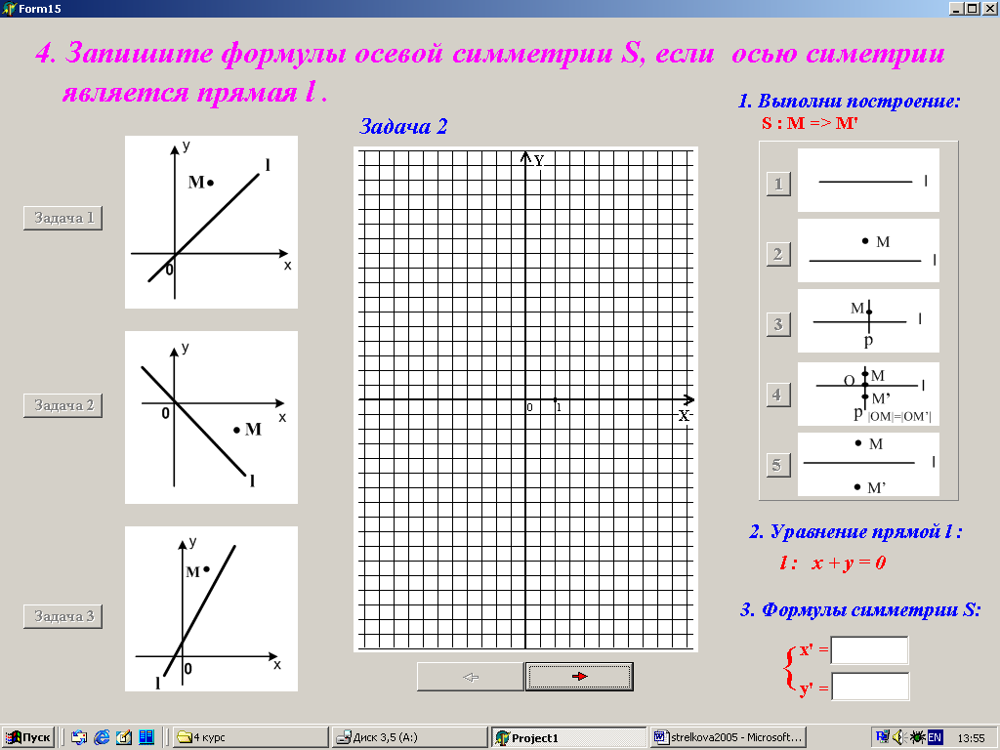 Form15
4. Запишите формулы осевой симметрии S, если осью симетрии
является прямая l .
Задача 1
y
l
M
0
x
Задача 2
y
0
x
M
l
Задача 3
y
M
0
x
l
Задача 2
Y
0
1
X
1. Выполни построение:
S : M => M'
1
l
2
M
l
3
M
l
p
4
O
M
l
M’
p
|OM|=|OM’|
5
M
l
M’
2. Уравнение прямой l :
l : x + y = 0
3. Формулы симметрии S:
x' =
y' =
Пуск
4 курс
Диск 3,5 (A:)
Project1
strelkova2005 - Microsoft...
EN
13:55